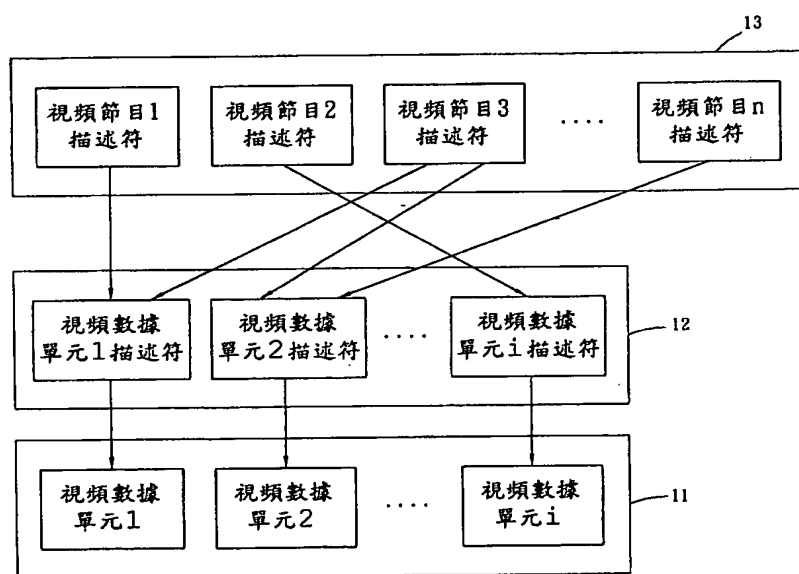 13
視頻節目1
描述符
視頻節目2
描述符
視頻節目3
描述符
....
視頻節目n
描述符
視頻數據
單元1描述符
視頻數據
單元2描述符
....
視頻數據
單元i描述符
12
視頻數據
單元1
視頻數據
單元2
....
視頻數據
單元i
11